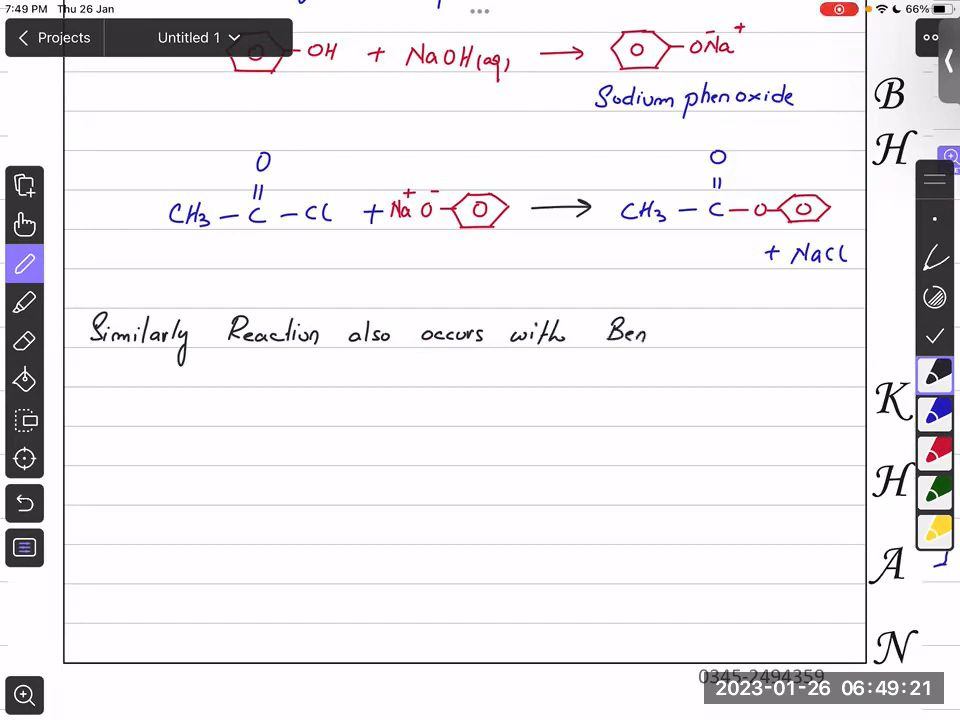 7:49 PM Thu 26 Jan
66%
Projects
Untitled 1
OH + NaOH(aq) → O⁻Na⁺
Sodium phenoxide
B
H
O O
|| ||
CH₃ — C — Cl + Na⁺ O⁻ — → CH₃ — C — O —
+ NaCl
Similarly Reaction also occurs with Ben
K
H
A
N
0345-2494359
2023-01-26 06:49:21